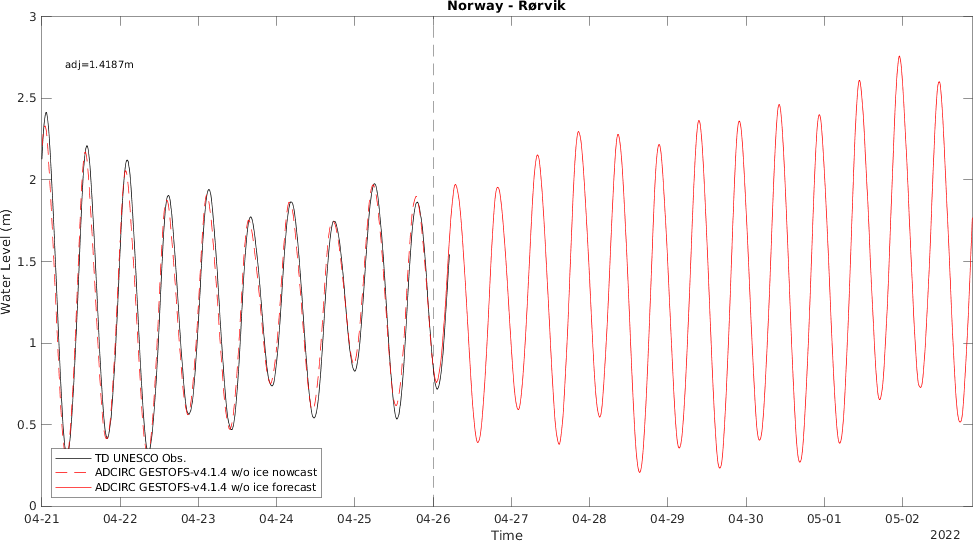 Norway - Rørvik
adj=1.4187m
3
2.5
2
1.5
1
0.5
0
Water Level (m)
TD UNESCO Obs.
ADCIRC GESTOFS-v4.1.4 w/o ice nowcast
ADCIRC GESTOFS-v4.1.4 w/o ice forecast
04-21 04-22 04-23 04-24 04-25 04-26 04-27 04-28 04-29 04-30 05-01 05-02
Time
2022